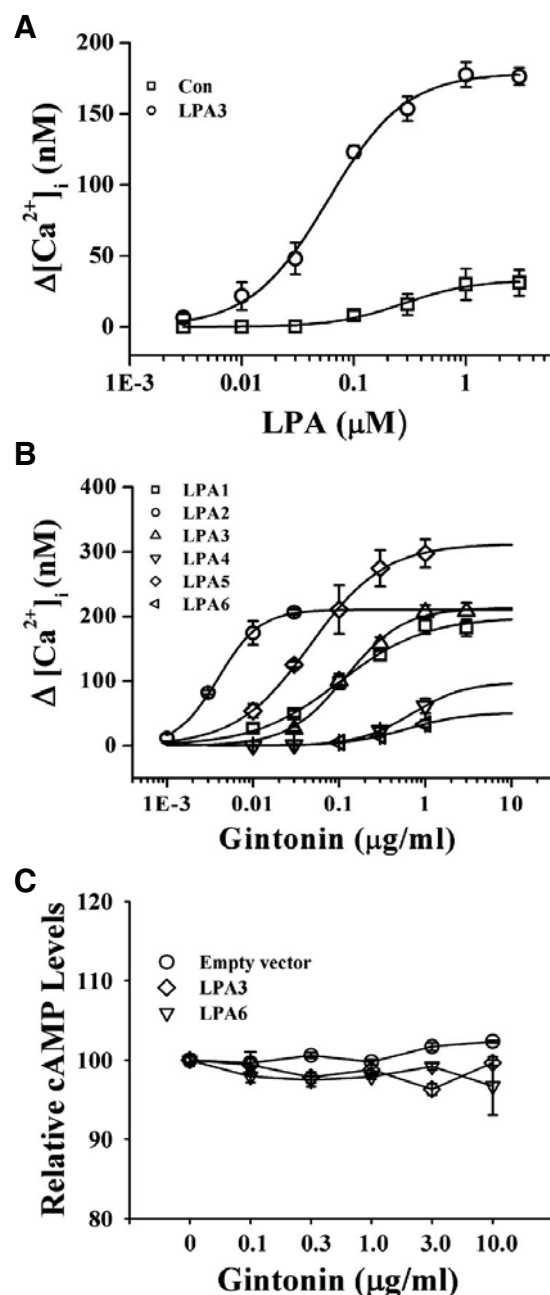 A
200
150
100
50
0
Δ[Ca²⁺]ᵢ (nM)
Con
LPA3
1E-3 0.01 0.1 1
LPA (μM)
B
400
300
200
100
0
Δ [Ca²⁺]ᵢ (nM)
LPA1
LPA2
LPA3
LPA4
LPA5
LPA6
1E-3 0.01 0.1 1 10
Gintonin (μg/ml)
C
120
110
100
90
80
Relative cAMP Levels
Empty vector
LPA3
LPA6
0 0.1 0.3 1.0 3.0 10.0
Gintonin (μg/ml)